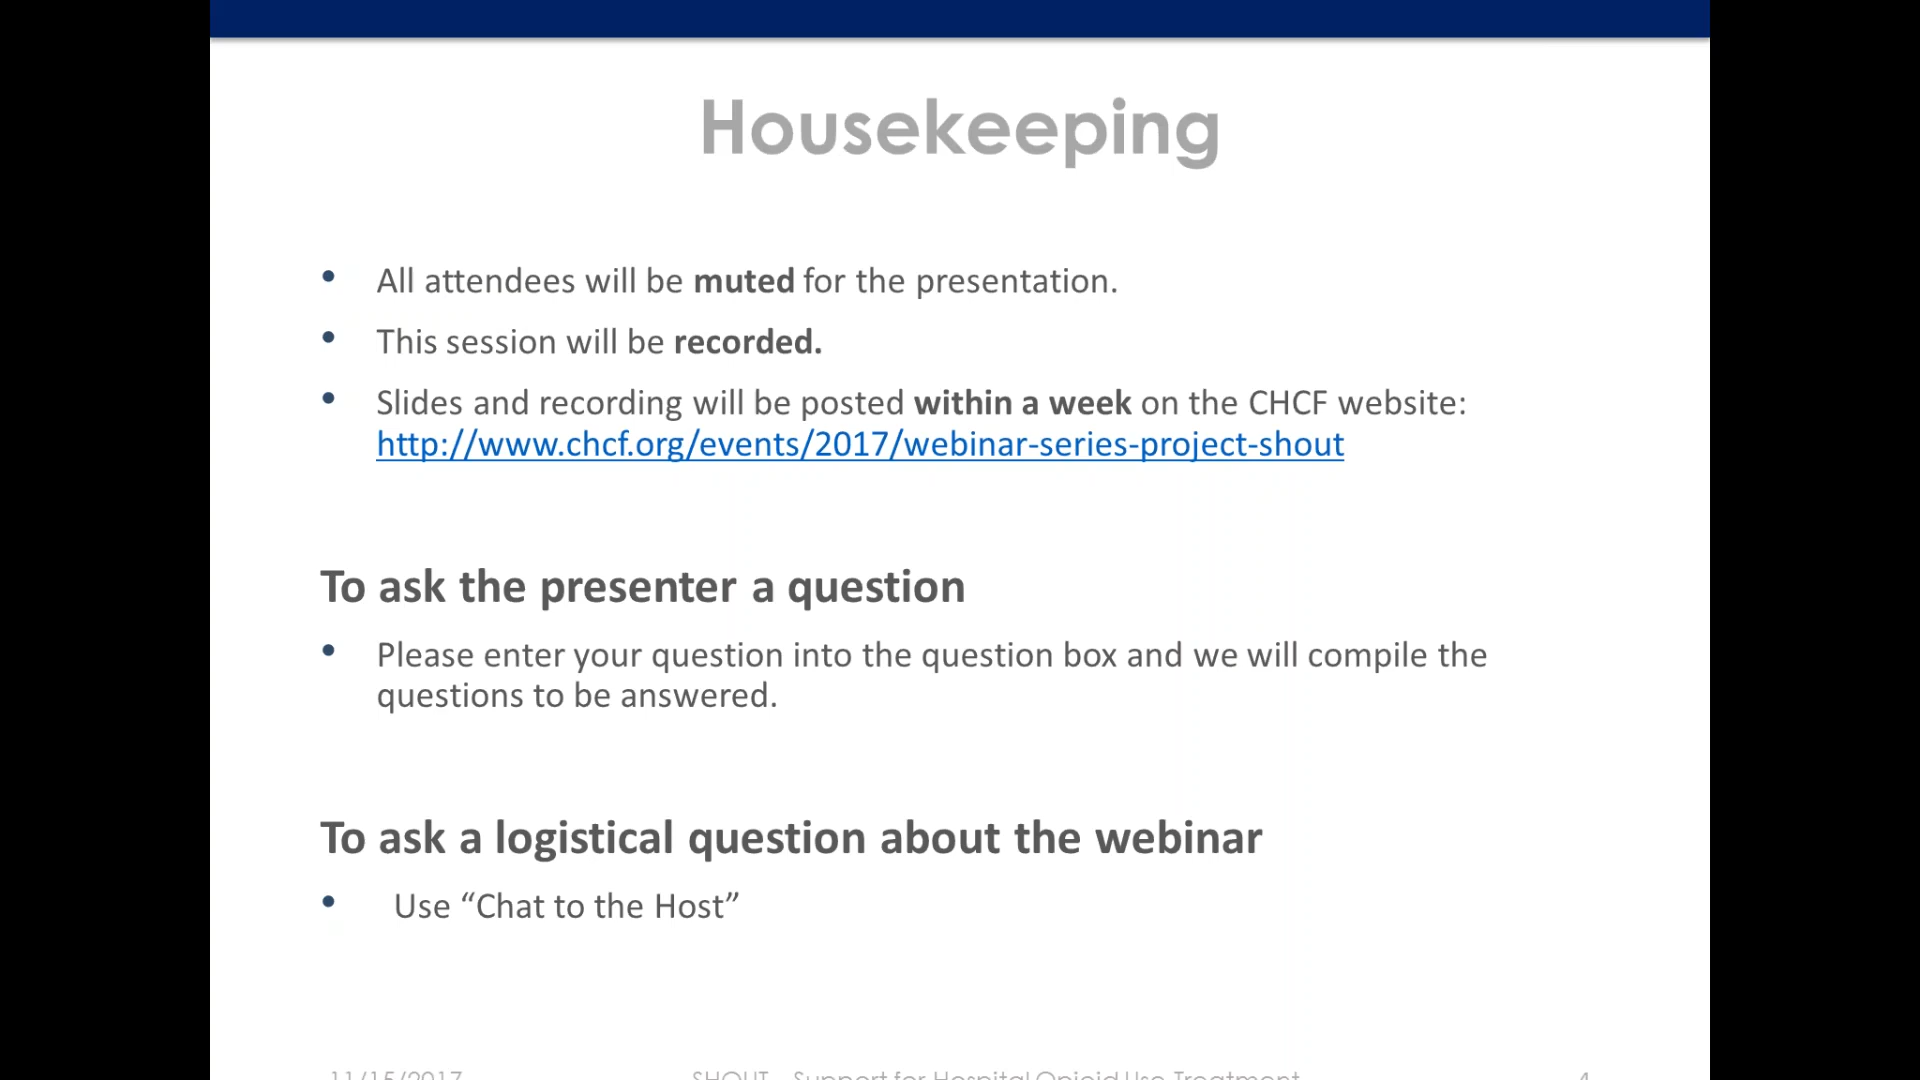 Housekeeping
• All attendees will be muted for the presentation.
• This session will be recorded.
• Slides and recording will be posted within a week on the CHCF website:
http://www.chcf.org/events/2017/webinar-series-project-shout
To ask the presenter a question
• Please enter your question into the question box and we will compile the
questions to be answered.
To ask a logistical question about the webinar
• Use “Chat to the Host”
11/15/2017
SHOUT - Support for Hospital Opioid Use Treatment
4